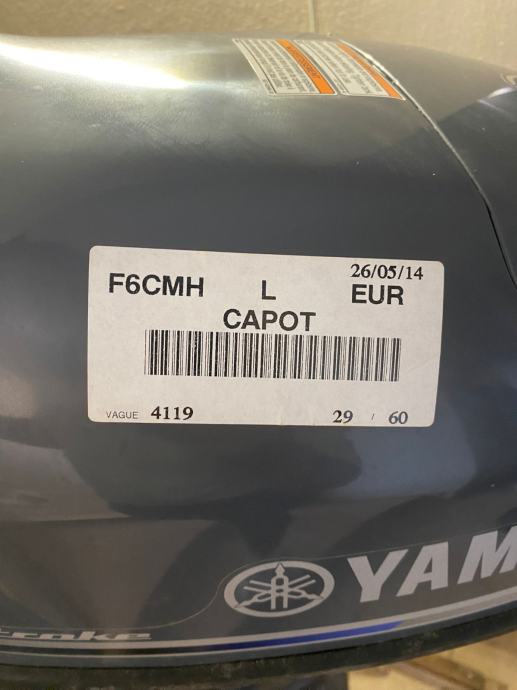 26/05/14
F6CMH L EUR
CAPOT
VAGUE 4119 29 / 60
YAM